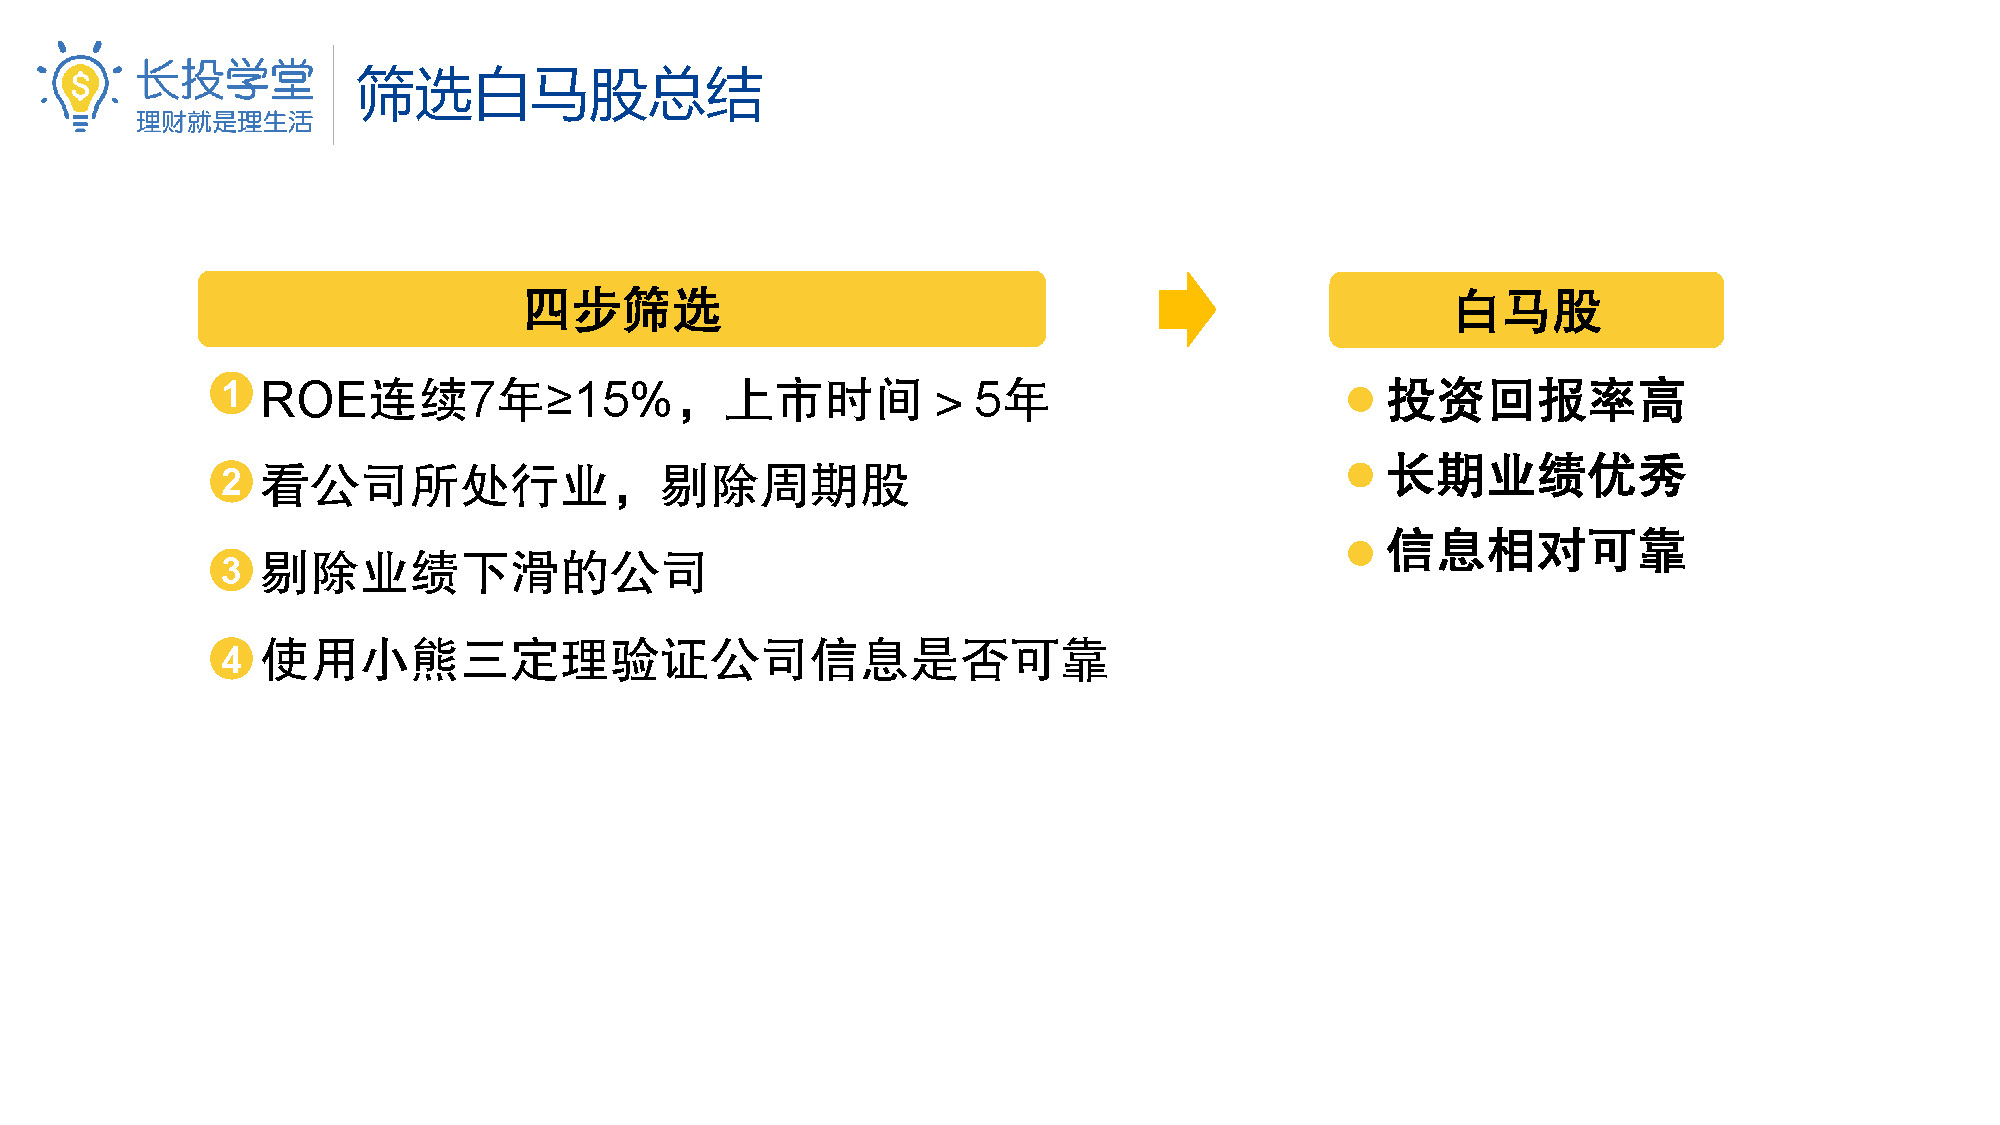 长投学堂
理财就是理生活
筛选白马股总结
四步筛选
1 ROE连续7年≥15%，上市时间＞5年
2 看公司所处行业，剔除周期股
3 剔除业绩下滑的公司
4 使用小熊三定理验证公司信息是否可靠
白马股
投资回报率高
长期业绩优秀
信息相对可靠